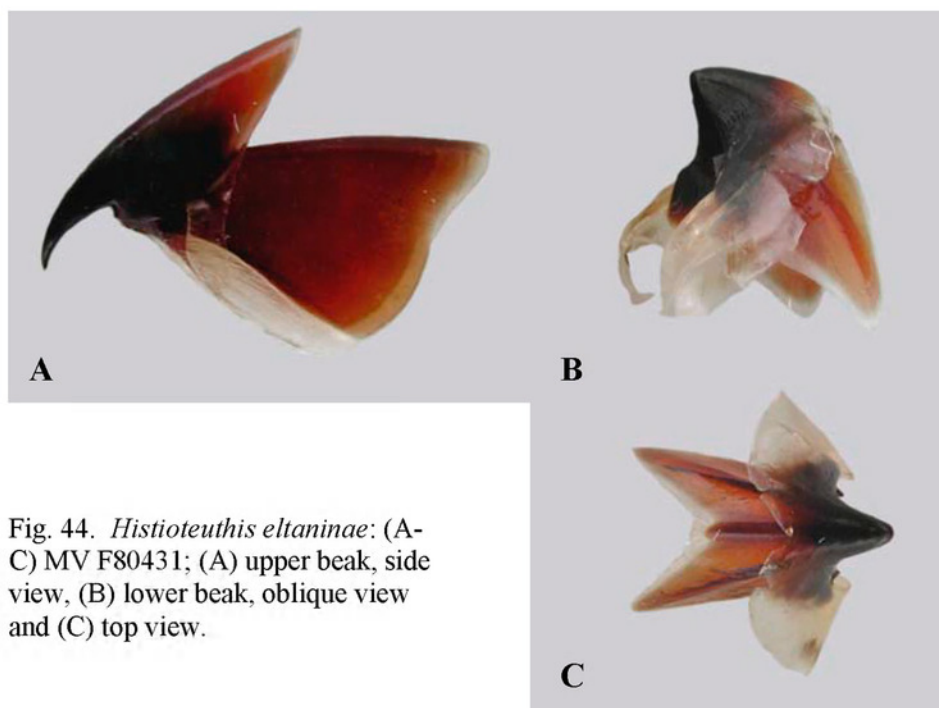 A
B
Fig. 44. Histioteuthis eltaninae: (A-
C) MV F80431; (A) upper beak, side
view, (B) lower beak, oblique view
and (C) top view.
C